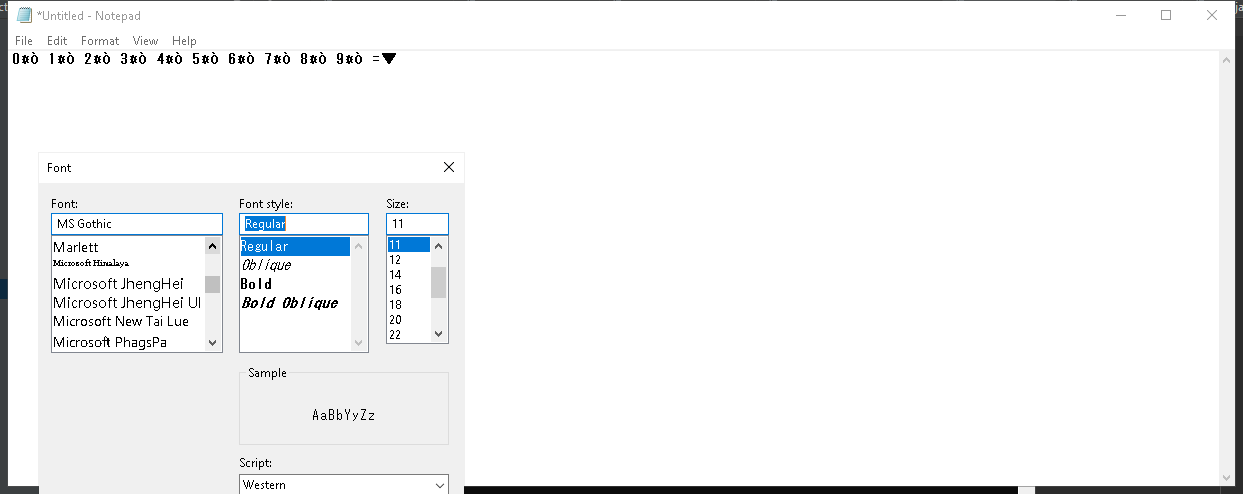 *Untitled - Notepad
File Edit Format View Help
0¤ò 1¤ò 2¤ò 3¤ò 4¤ò 5¤ò 6¤ò 7¤ò 8¤ò 9¤ò =▼
Font
Font: Font style: Size:
MS Gothic Regular 11
Marlett Regular 11
Microsoft Himalaya Oblique 12
Microsoft JhengHei Bold 14
Microsoft JhengHei UI Bold Oblique 16
Microsoft New Tai Lue 18
Microsoft PhagsPa 20
22
Sample
AaBbYyZz
Script:
Western